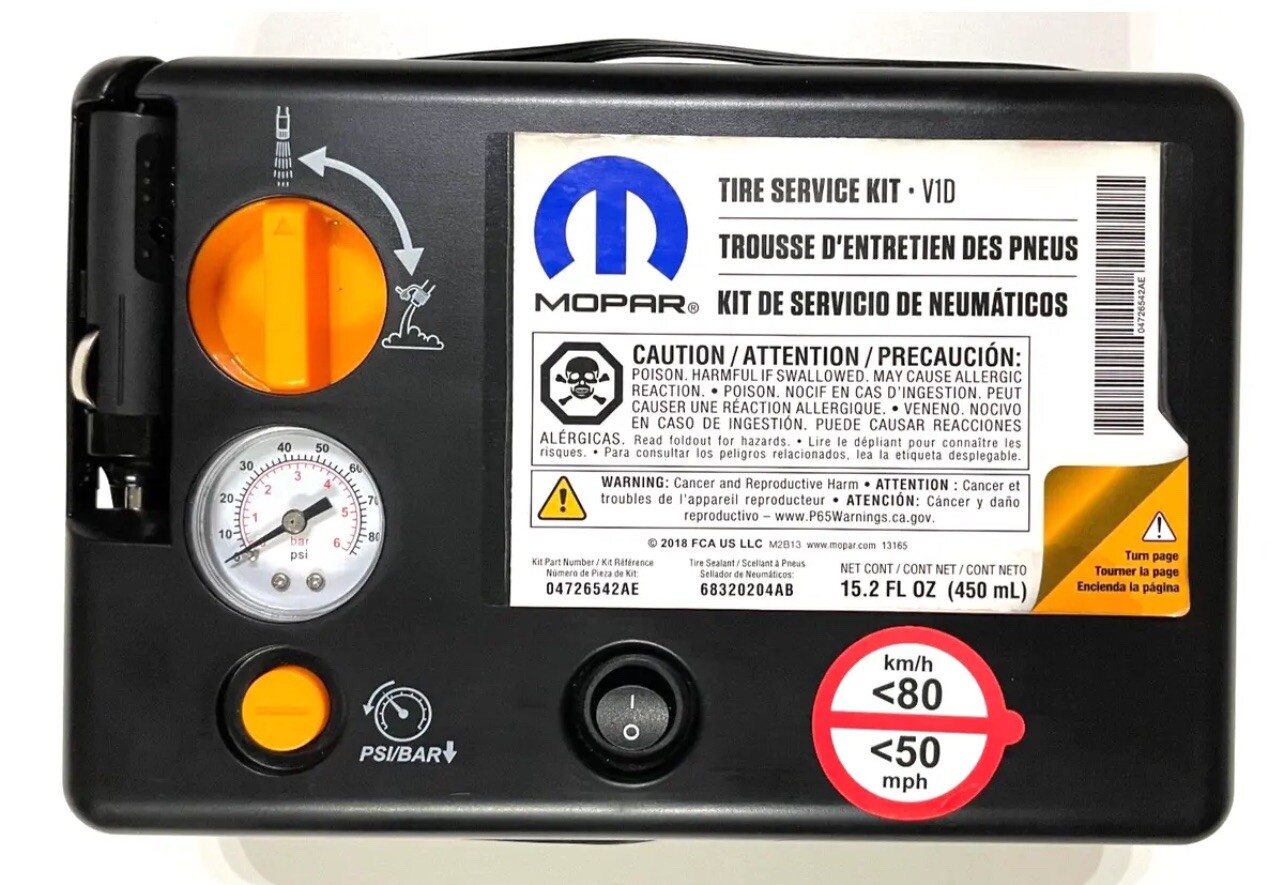 TIRE SERVICE KIT • V1D
TROUSSE D'ENTRETIEN DES PNEUS
MOPAR® KIT DE SERVICIO DE NEUMÁTICOS
04726542AE
CAUTION / ATTENTION / PRECAUCIÓN:
POISON. HARMFUL IF SWALLOWED. MAY CAUSE ALLERGIC
REACTION. • POISON. NOCIF EN CAS D'INGESTION. PEUT
CAUSER UNE RÉACTION ALLERGIQUE. • VENENO. NOCIVO
EN CASO DE INGESTIÓN. PUEDE CAUSAR REACCIONES
ALÉRGICAS. Read foldout for hazards. • Lire le dépliant pour connaître les
risques. • Para consultar los peligros relacionados, lea la etiqueta desplegable.
WARNING: Cancer and Reproductive Harm • ATTENTION : Cancer et
troubles de l'appareil reproducteur • ATENCIÓN: Cáncer y daño
reproductivo – www.P65Warnings.ca.gov.
© 2018 FCA US LLC M2B13 www.mopar.com 13165
Kit Part Number / Kit Référence
Número de Pieza de Kit:
04726542AE
Tire Sealant / Scellant à Pneus
Sellador de Neumáticos:
68320204AB
NET CONT / CONT NET / CONT NETO
15.2 FL OZ (450 mL)
Turn page
Tourner la page
Encienda la página
10 20 30 40 50 60 70 80
1 2 3 4 5 6
bar
psi
PSI/BAR
I
O
km/h
<80
<50
mph